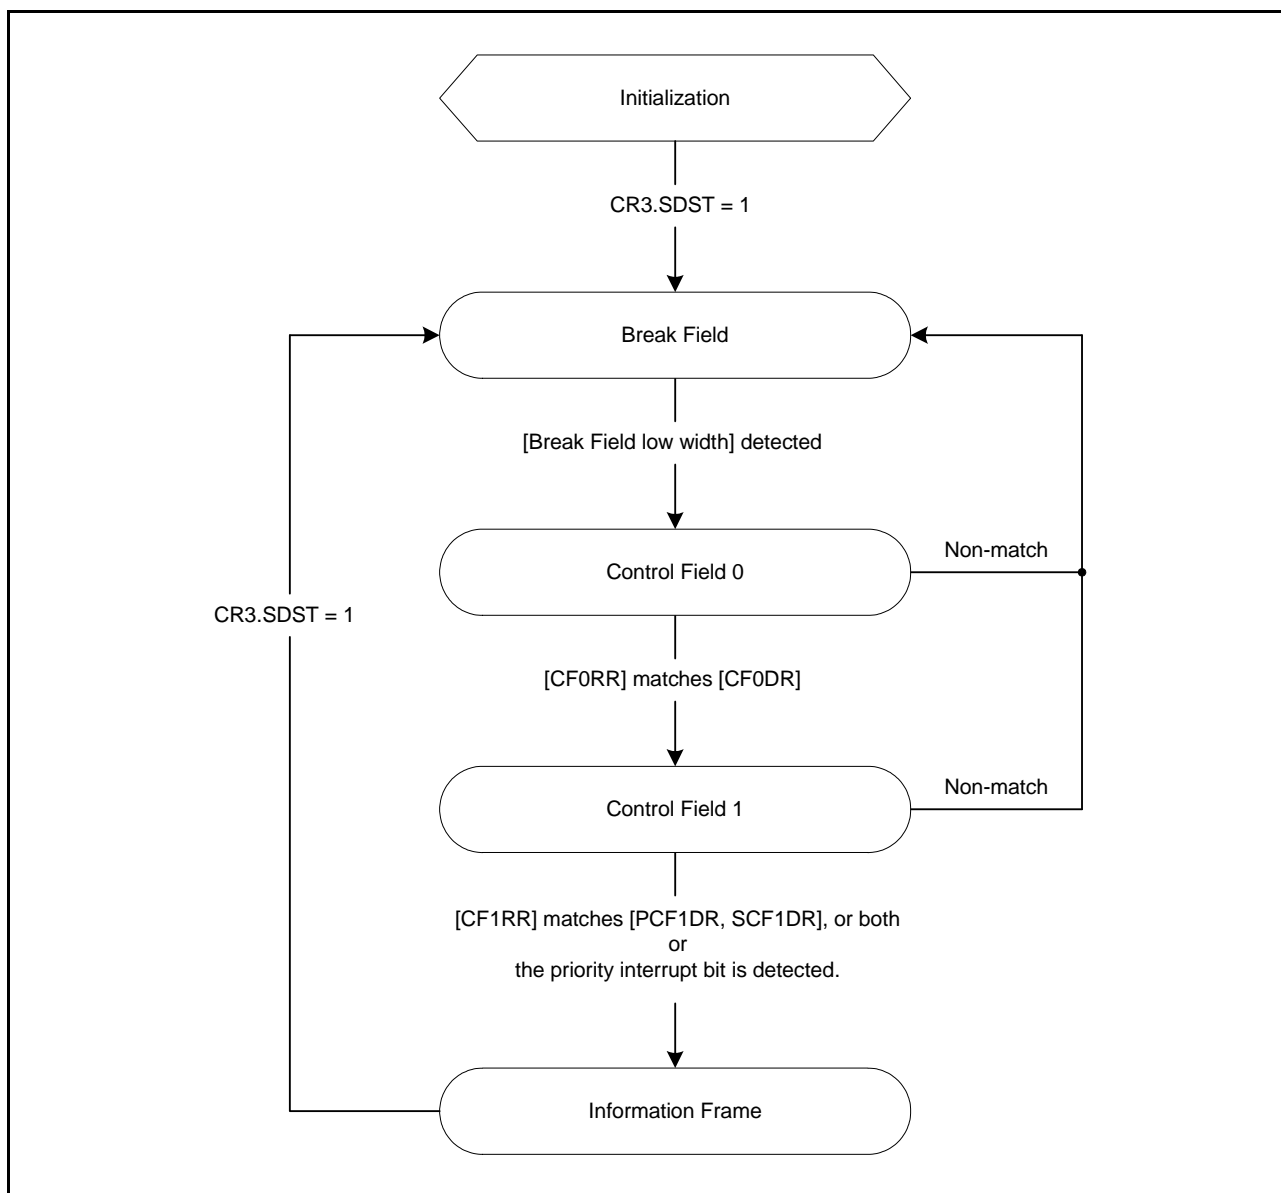 Initialization
CR3.SDST = 1
Break Field
[Break Field low width] detected
Control Field 0
Non-match
CR3.SDST = 1
[CF0RR] matches [CF0DR]
Control Field 1
Non-match
[CF1RR] matches [PCF1DR, SCF1DR], or both
or
the priority interrupt bit is detected.
Information Frame